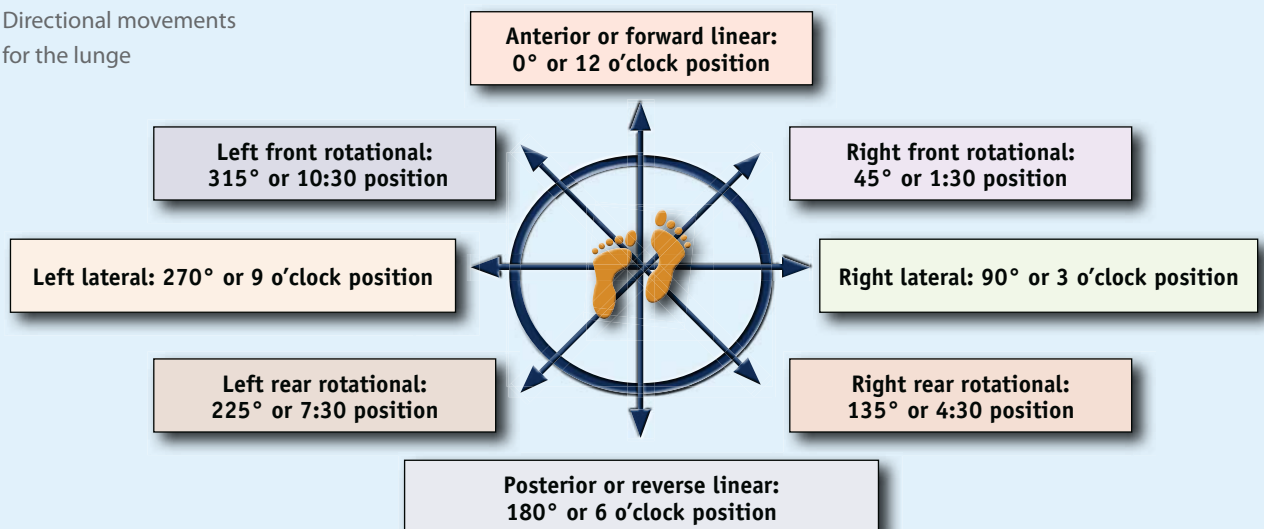 Directional movements
for the lunge
Anterior or forward linear:
0° or 12 o’clock position
Left front rotational:
315° or 10:30 position
Right front rotational:
45° or 1:30 position
Left lateral: 270° or 9 o’clock position
Right lateral: 90° or 3 o’clock position
Left rear rotational:
225° or 7:30 position
Right rear rotational:
135° or 4:30 position
Posterior or reverse linear:
180° or 6 o’clock position